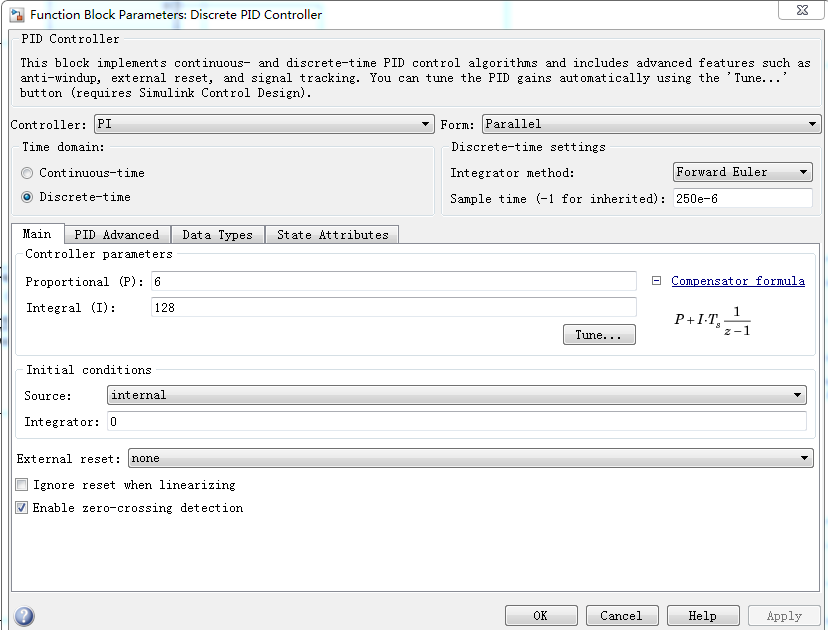 Function Block Parameters: Discrete PID Controller
PID Controller
This block implements continuous- and discrete-time PID control algorithms and includes advanced features such as
anti-windup, external reset, and signal tracking. You can tune the PID gains automatically using the 'Tune...'
button (requires Simulink Control Design).
Controller: PI Form: Parallel
Time domain:
Continuous-time
Discrete-time
Discrete-time settings
Integrator method: Forward Euler
Sample time (-1 for inherited): 250e-6
Main PID Advanced Data Types State Attributes
Controller parameters
Proportional (P): 6
Integral (I): 128
Tune...
Compensator formula
P+I·Ts 1/(z−1)
Initial conditions
Source: internal
Integrator: 0
External reset: none
Ignore reset when linearizing
Enable zero-crossing detection
? OK Cancel Help Apply